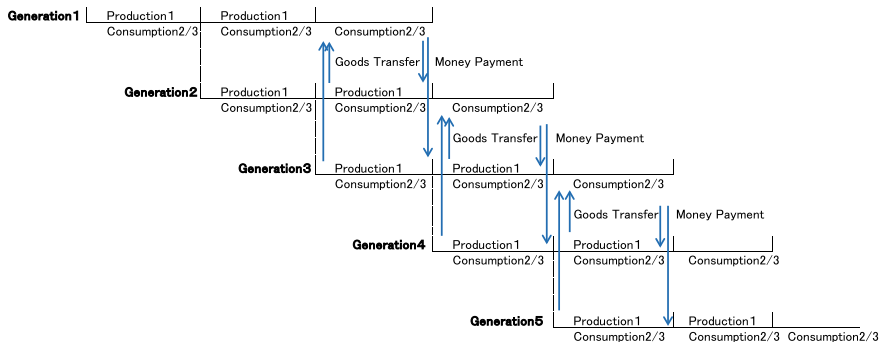 Generation1 Production1 Production1
Consumption2/3 Consumption2/3 Consumption2/3
Goods Transfer Money Payment
Generation2 Production1 Production1
Consumption2/3 Consumption2/3 Consumption2/3
Goods Transfer Money Payment
Generation3 Production1 Production1
Consumption2/3 Consumption2/3 Consumption2/3
Goods Transfer Money Payment
Generation4 Production1 Production1
Consumption2/3 Consumption2/3 Consumption2/3
Generation5 Production1 Production1
Consumption2/3 Consumption2/3 Consumption2/3